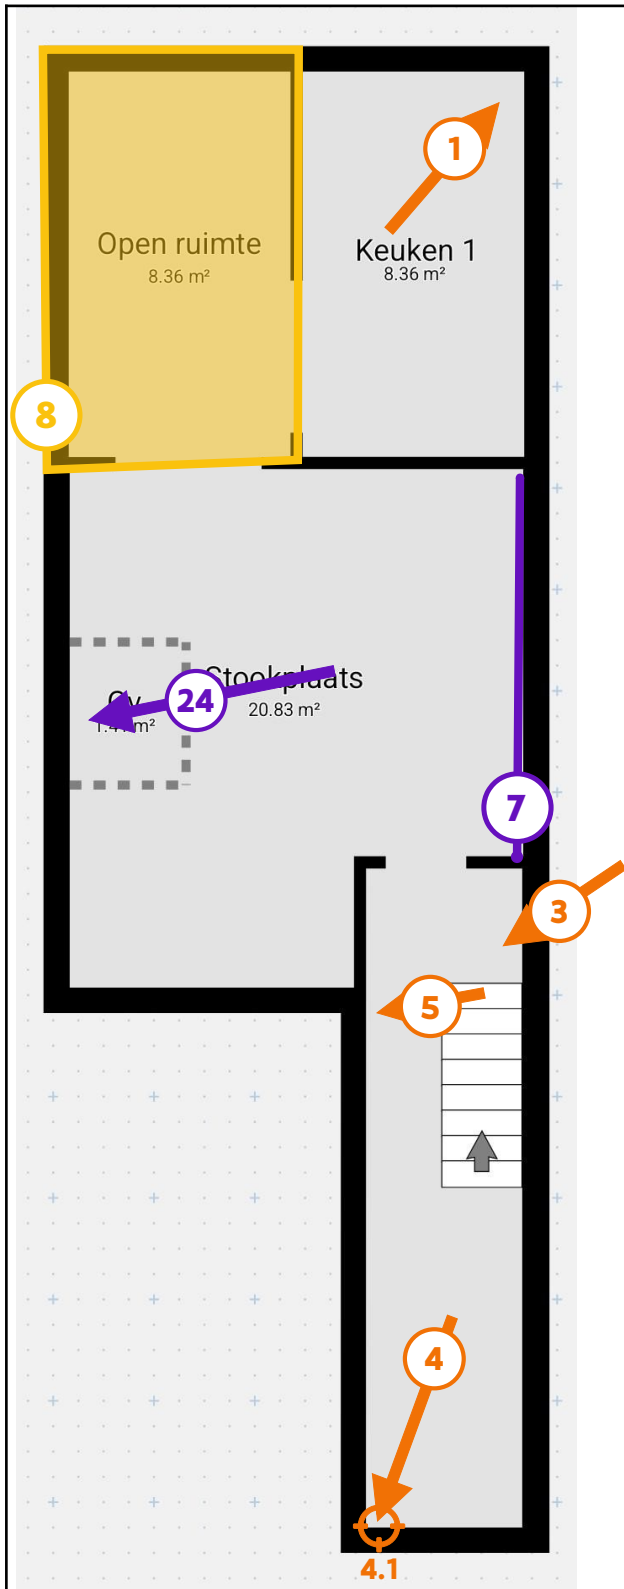 1
Open ruimte
8.36 m²
Keuken 1
8.36 m²
8
Stookplaats
20.83 m²
24
7
3
5
4
4.1